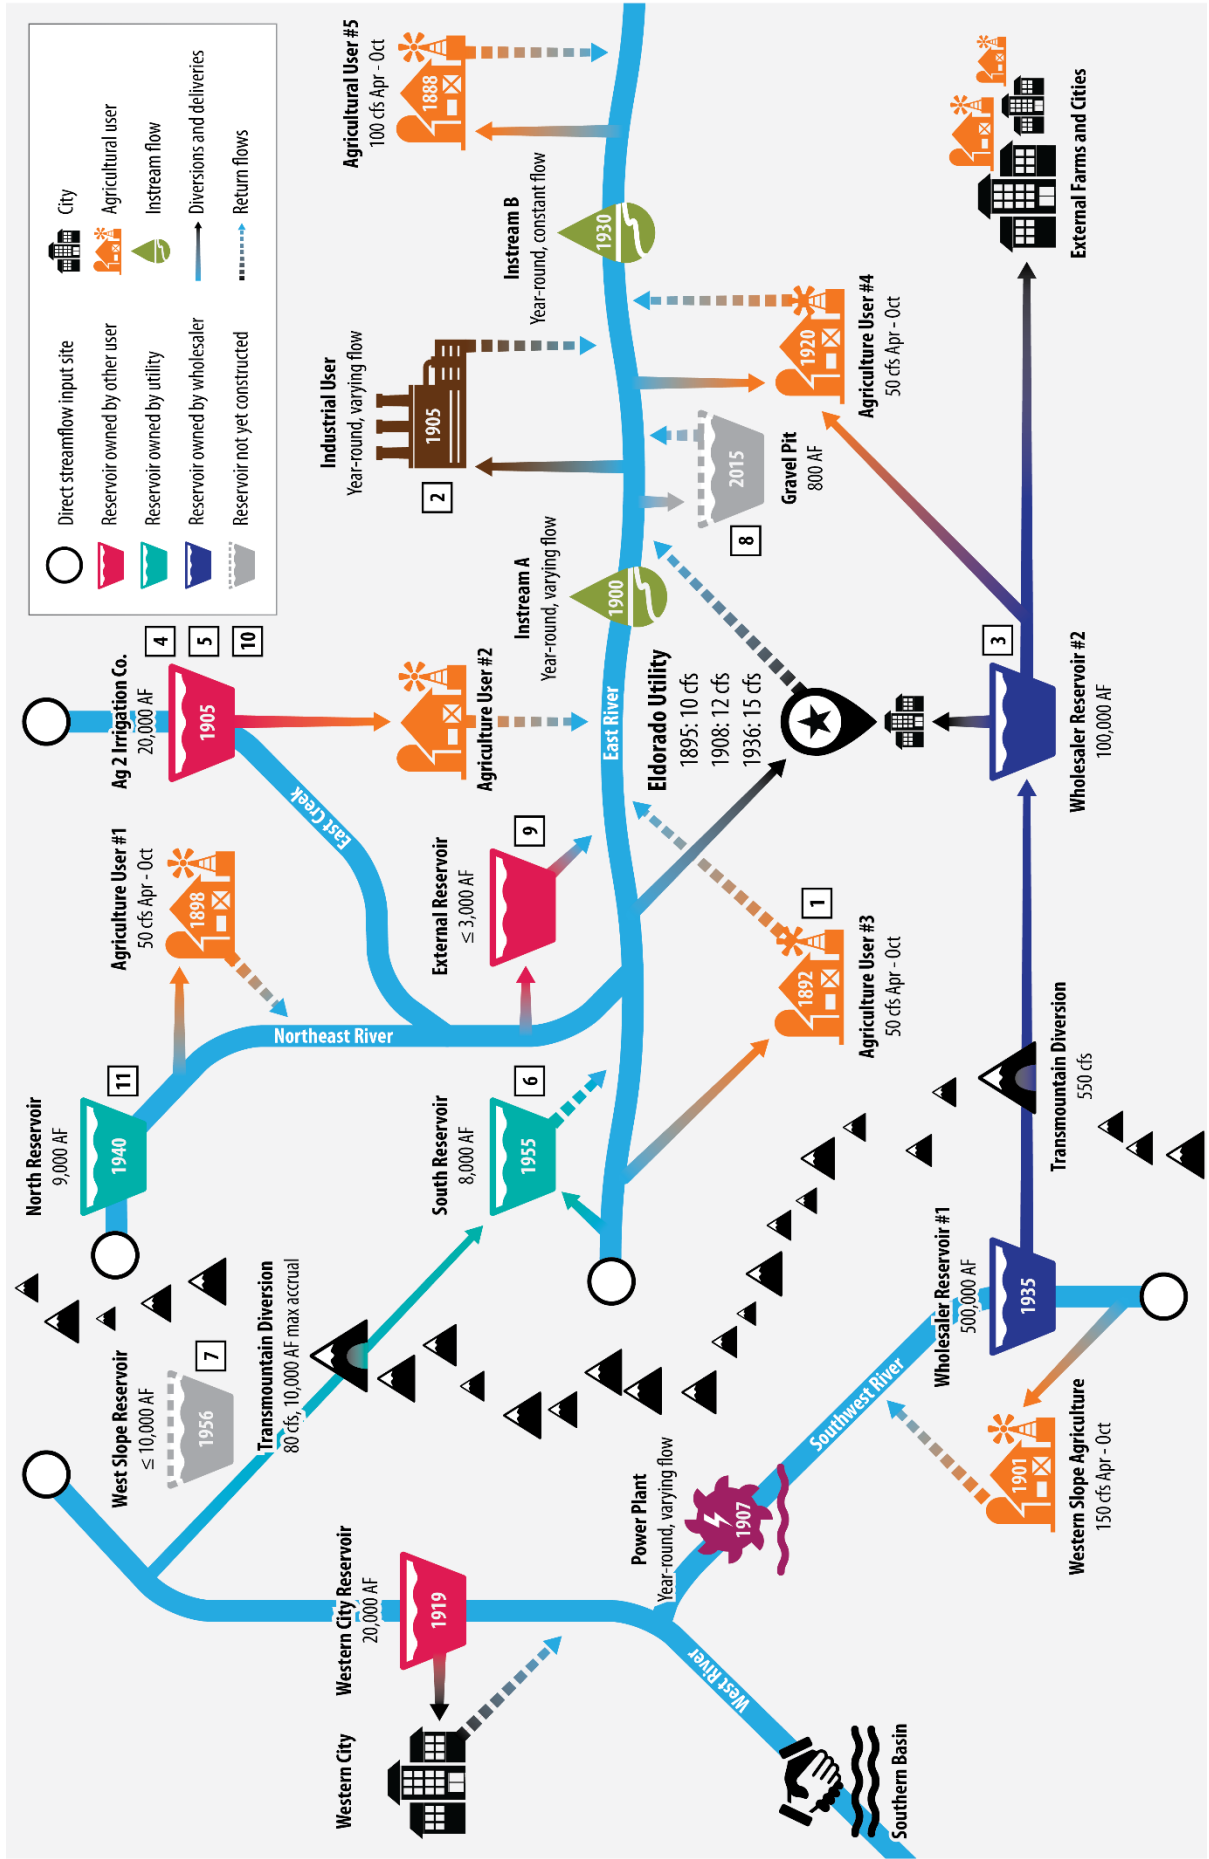 North Reservoir
9,000 AF
1940
11
Agriculture User #1
50 cfs Apr - Oct
1898
Ag 2 Irrigation Co.
20,000 AF
1905
4
5
10
Direct streamflow input site
Reservoir owned by other user
Reservoir owned by utility
Reservoir owned by wholesaler
Reservoir not yet constructed
City
Agricultural user
Instream flow
Diversions and deliveries
Return flows
West Slope Reservoir
≤ 10,000 AF
1956
7
Transmountain Diversion
80 cfs, 10,000 AF max accrual
Northeast River
East Creek
Western City Reservoir
20,000 AF
1919
Western City
South Reservoir
8,000 AF
1955
6
External Reservoir
≤ 3,000 AF
9
Agriculture User #2
Industrial User
Year-round, varying flow
1905
2
Agricultural User #5
100 cfs Apr - Oct
1888
Instream A
Year-round, varying flow
1900
Instream B
Year-round, constant flow
1930
East River
Power Plant
Year-round, varying flow
1907
West River
Southwest River
Southern Basin
Eldorado Utility
1895: 10 cfs
1908: 12 cfs
1936: 15 cfs
1892
1
Agriculture User #3
50 cfs Apr - Oct
2015
8
Gravel Pit
800 AF
1920
Agriculture User #4
50 cfs Apr - Oct
Wholesaler Reservoir #1
500,000 AF
1935
1901
Western Slope Agriculture
150 cfs Apr - Oct
Transmountain Diversion
550 cfs
3
Wholesaler Reservoir #2
100,000 AF
External Farms and Cities